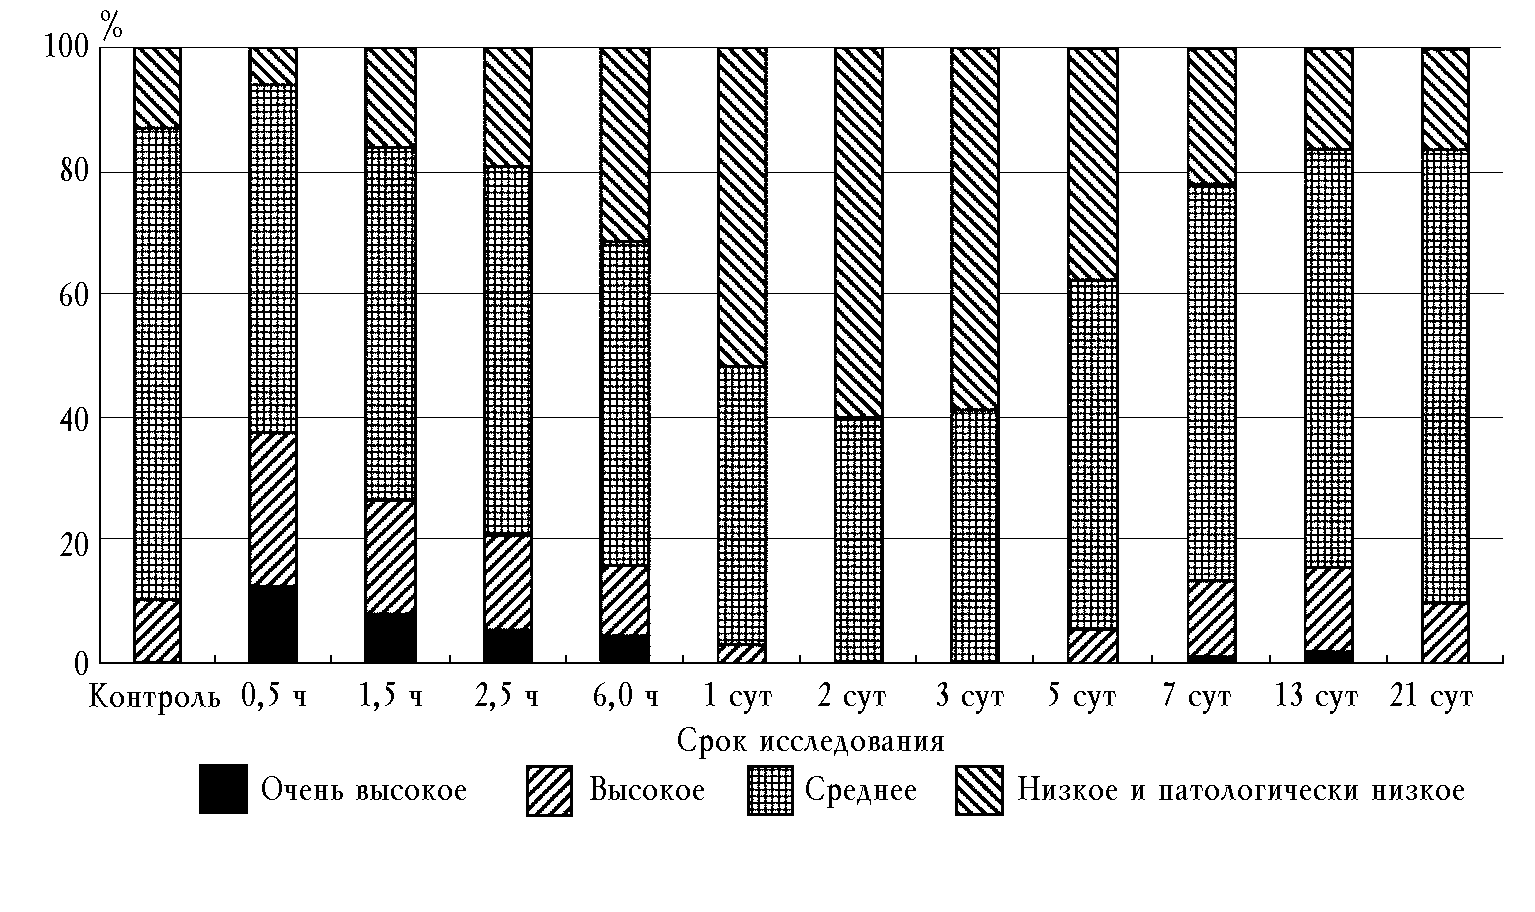 %
100
80
60
40
20
0
Контроль 0,5 ч 1,5 ч 2,5 ч 6,0 ч 1 сут 2 сут 3 сут 5 сут 7 сут 13 сут 21 сут
Срок исследования
Очень высокое Высокое Среднее Низкое и патологически низкое